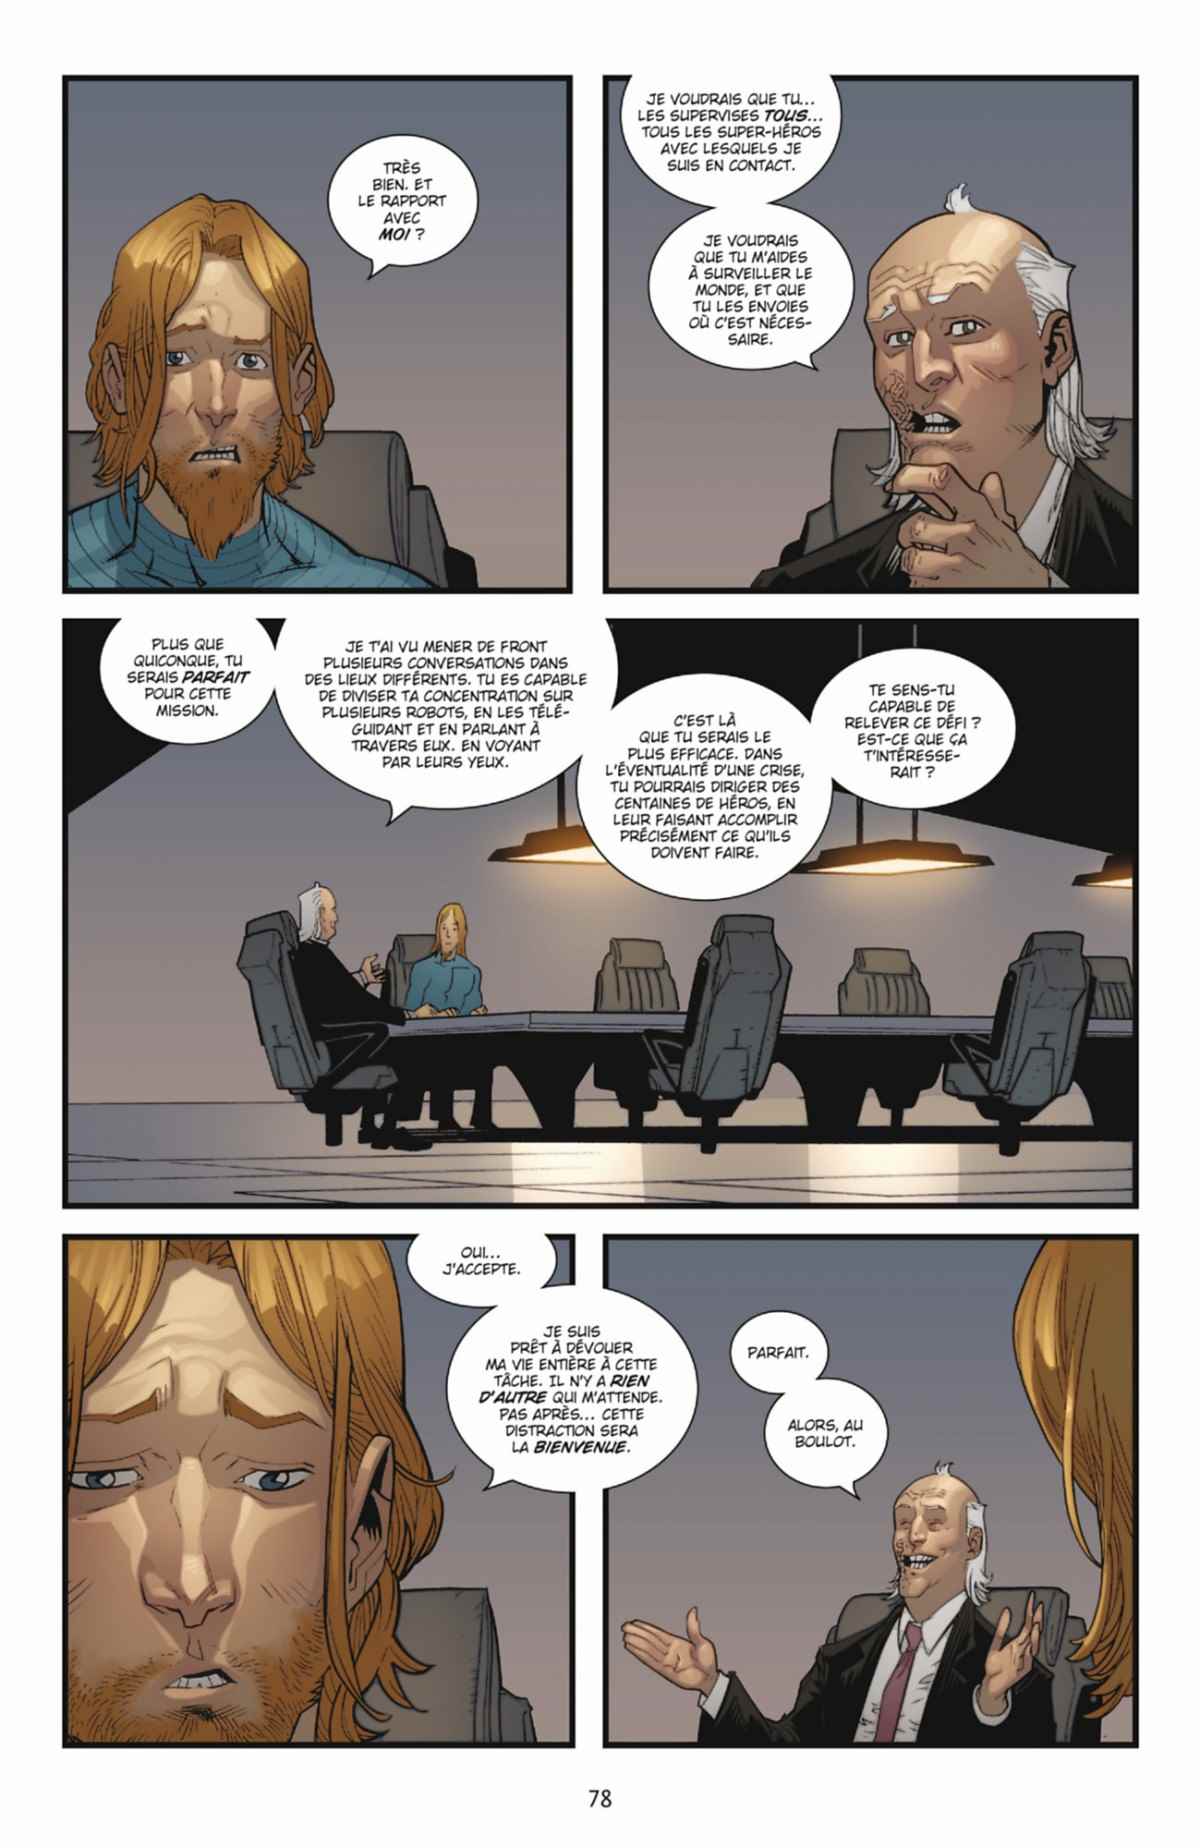 TRÈS
BIEN. ET
LE RAPPORT
AVEC
MOI ?
JE VOUDRAIS QUE TU...
LES SUPERVISES TOUS...
TOUS LES SUPER-HÉROS
AVEC LESQUELS JE
SUIS EN CONTACT.
JE VOUDRAIS
QUE TU M'AIDES
À SURVEILLER LE
MONDE, ET QUE
TU LES ENVOIES
OÙ C'EST NÉCES-
SAIRE.
PLUS QUE
QUICONQUE, TU
SERAIS PARFAIT
POUR CETTE
MISSION.
JE T'AI VU MENER DE FRONT
PLUSIEURS CONVERSATIONS DANS
DES LIEUX DIFFÉRENTS. TU ES CAPABLE
DE DIVISER TA CONCENTRATION SUR
PLUSIEURS ROBOTS, EN LES TÉLÉ-
GUIDANT ET EN PARLANT À
TRAVERS EUX. EN VOYANT
PAR LEURS YEUX.
C'EST LÀ
QUE TU SERAIS LE
PLUS EFFICACE. DANS
L'ÉVENTUALITÉ D'UNE CRISE,
TU POURRAIS DIRIGER DES
CENTAINES DE HÉROS, EN
LEUR FAISANT ACCOMPLIR
PRÉCISÉMENT CE QU'ILS
DOIVENT FAIRE.
TE SENS-TU
CAPABLE DE
RELEVER CE DÉFI ?
EST-CE QUE ÇA
T'INTÉRESSE-
RAIT ?
OUI...
J'ACCEPTE.
JE SUIS
PRÊT À DÉVOUER
MA VIE ENTIÈRE À CETTE
TÂCHE. IL N'Y A RIEN
D'AUTRE QUI M'ATTENDE.
PAS APRÈS... CETTE
DISTRACTION SERA
LA BIENVENUE.
PARFAIT.
ALORS, AU
BOULOT.
78